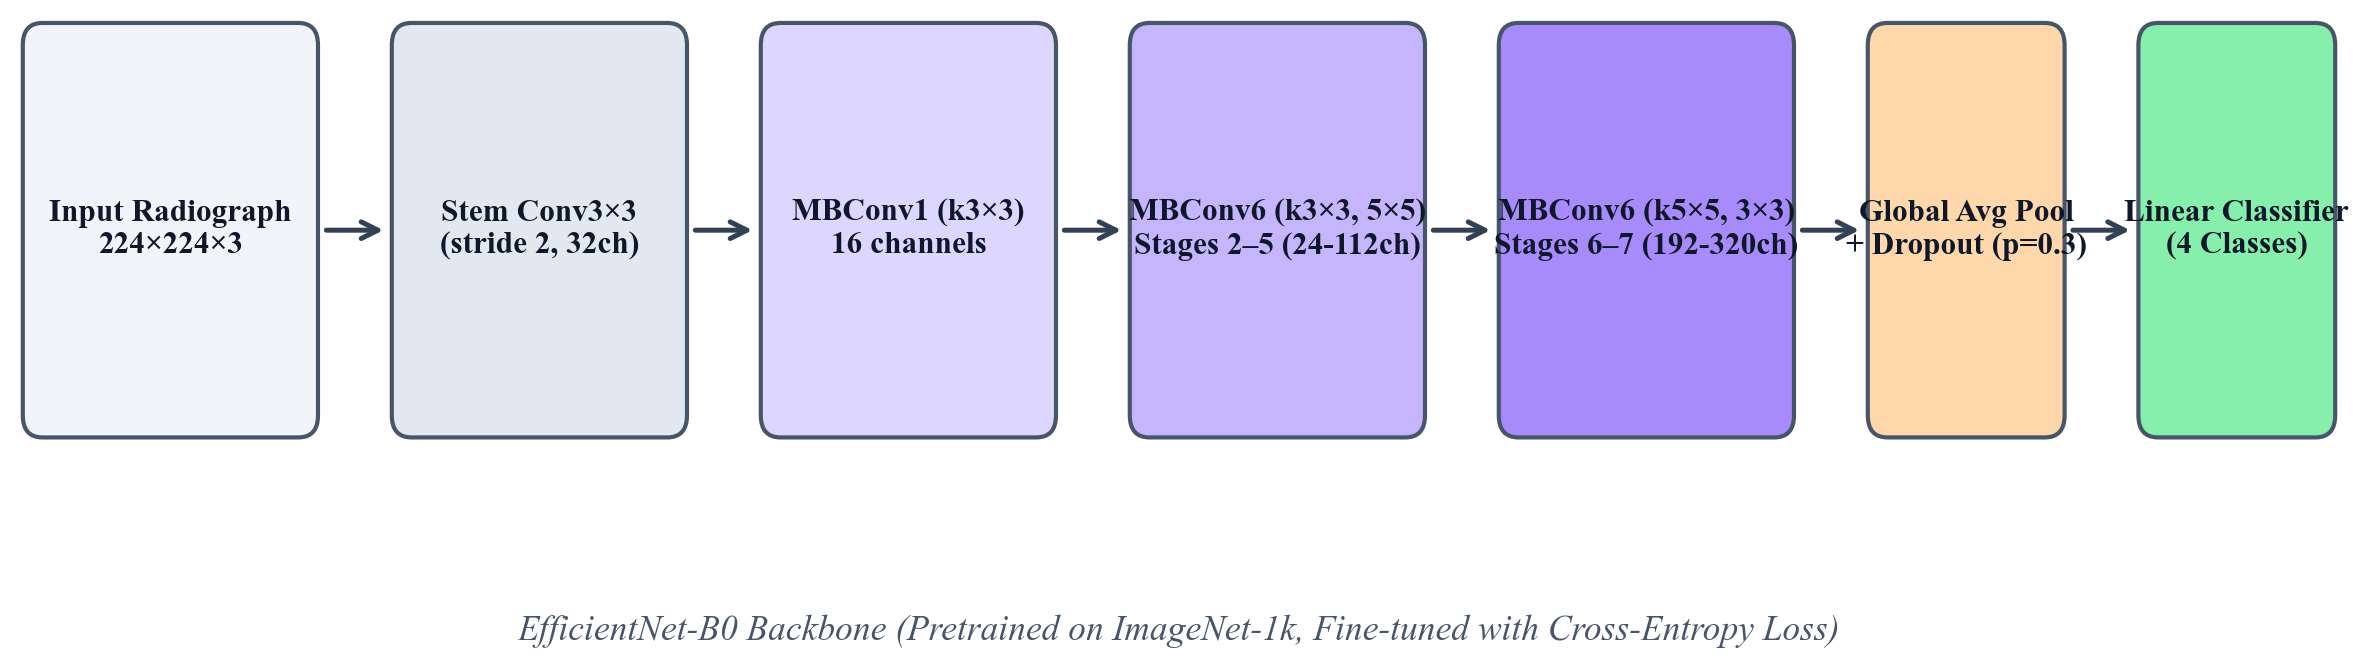 Input Radiograph
224×224×3
Stem Conv3×3
(stride 2, 32ch)
MBConv1 (k3×3)
16 channels
MBConv6 (k3×3, 5×5)
Stages 2–5 (24-112ch)
MBConv6 (k5×5, 3×3)
Stages 6–7 (192-320ch)
Global Avg Pool
+ Dropout (p=0.3)
Linear Classifier
(4 Classes)
EfficientNet-B0 Backbone (Pretrained on ImageNet-1k, Fine-tuned with Cross-Entropy Loss)